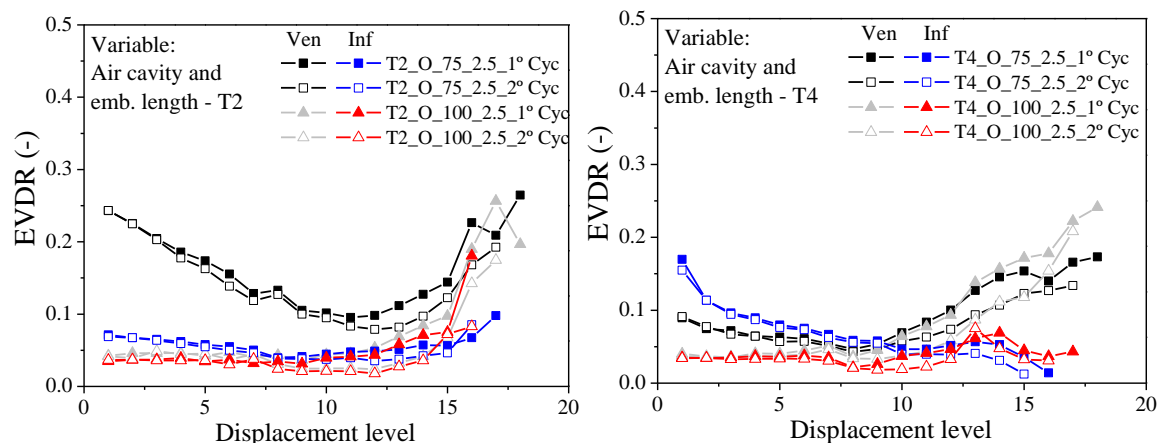 0.5
0.4
0.3
0.2
0.1
0.0
EVDR (-)
0
5
10
15
20
Displacement level
Variable:
Air cavity and
emb. length - T2
Ven Inf
T2_O_75_2.5_1º Cyc
T2_O_75_2.5_2º Cyc
T2_O_100_2.5_1º Cyc
T2_O_100_2.5_2º Cyc
0.5
0.4
0.3
0.2
0.1
0.0
EVDR (-)
0
5
10
15
20
Displacement level
Variable:
Air cavity and
emb. length - T4
Ven Inf
T4_O_75_2.5_1º Cyc
T4_O_75_2.5_2º Cyc
T4_O_100_2.5_1º Cyc
T4_O_100_2.5_2º Cyc